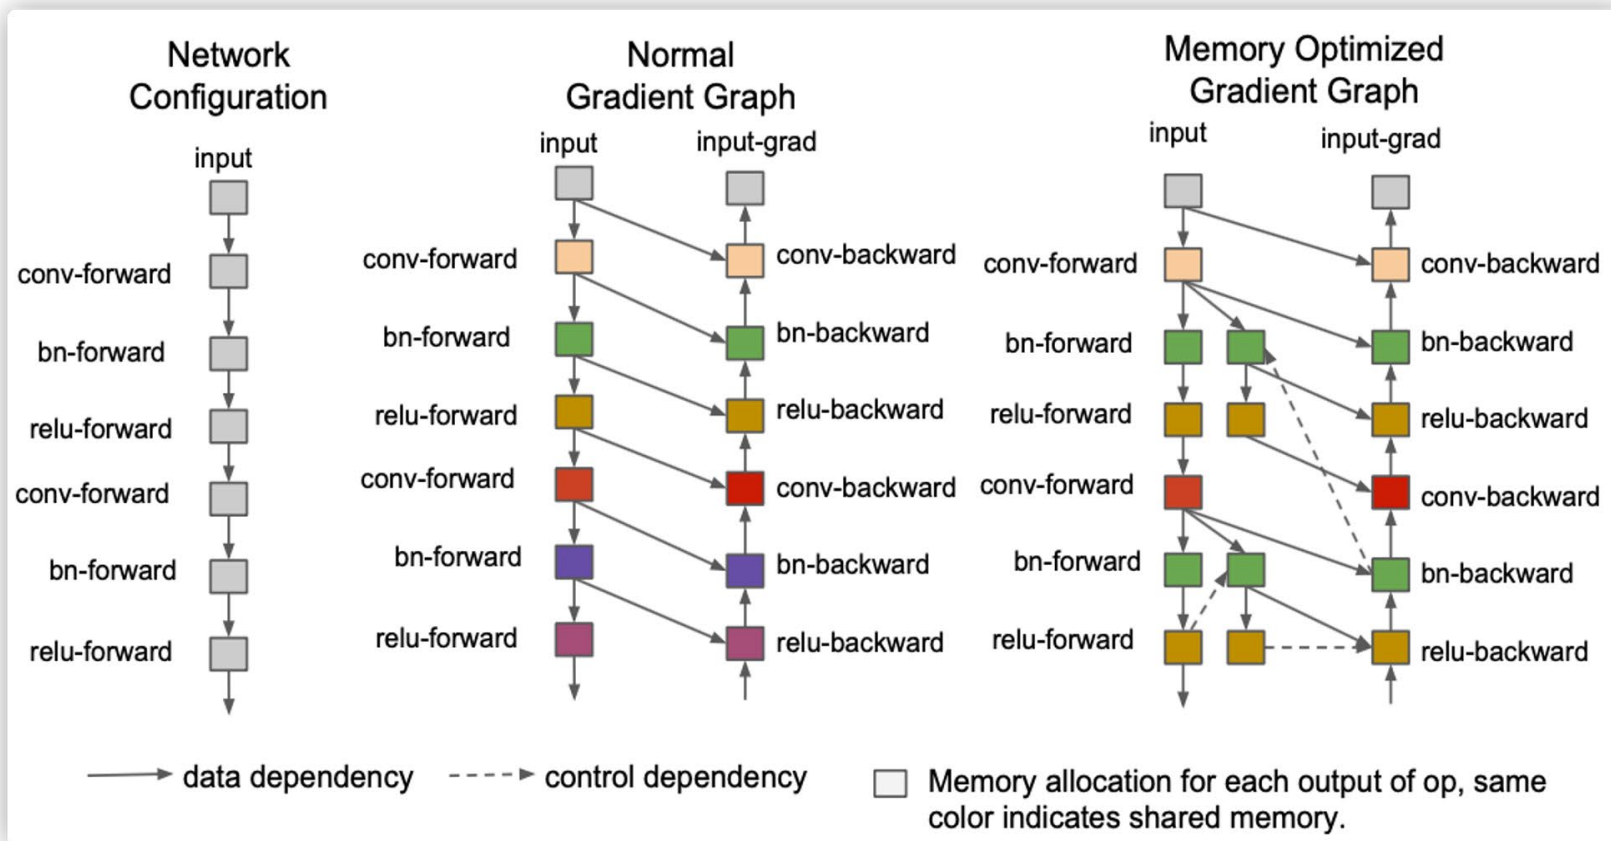 Network
Configuration
input
conv-forward
bn-forward
relu-forward
conv-forward
bn-forward
relu-forward
Normal
Gradient Graph
input
input-grad
conv-forward
conv-backward
bn-forward
bn-backward
relu-forward
relu-backward
conv-forward
conv-backward
bn-forward
bn-backward
relu-forward
relu-backward
Memory Optimized
Gradient Graph
input
input-grad
conv-forward
conv-backward
bn-forward
bn-backward
relu-forward
relu-backward
conv-forward
conv-backward
bn-forward
bn-backward
relu-forward
relu-backward
data dependency
control dependency
Memory allocation for each output of op, same
color indicates shared memory.